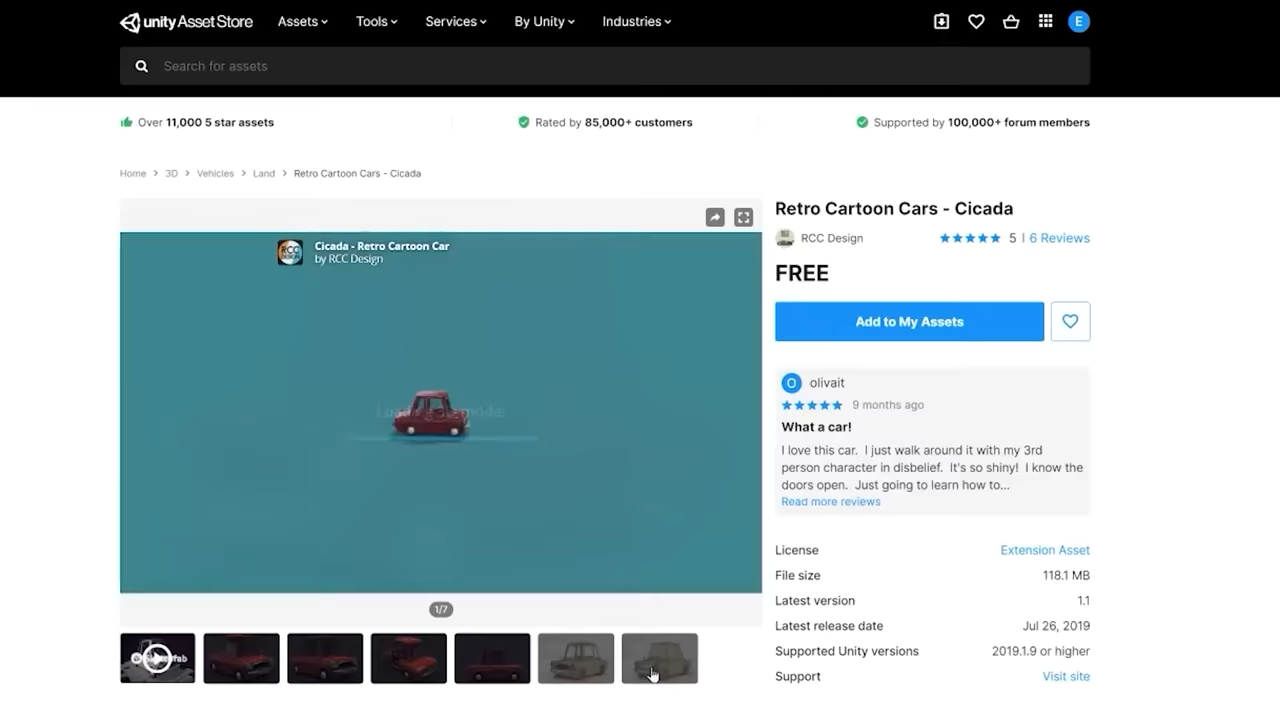 unity Asset Store
Assets
Tools
Services
By Unity
Industries
E
Search for assets
Over 11,000 5 star assets
Rated by 85,000+ customers
Supported by 100,000+ forum members
Home > 3D > Vehicles > Land > Retro Cartoon Cars - Cicada
RCC DESIGN
Cicada - Retro Cartoon Car
by RCC Design
1/7
Retro Cartoon Cars - Cicada
RCC Design
5 | 6 Reviews
FREE
Add to My Assets
O olivait
9 months ago
What a car!
I love this car. I just walk around it with my 3rd
person character in disbelief. It's so shiny! I know the
doors open. Just going to learn how to...
Read more reviews
License Extension Asset
File size 118.1 MB
Latest version 1.1
Latest release date Jul 26, 2019
Supported Unity versions 2019.1.9 or higher
Support Visit site